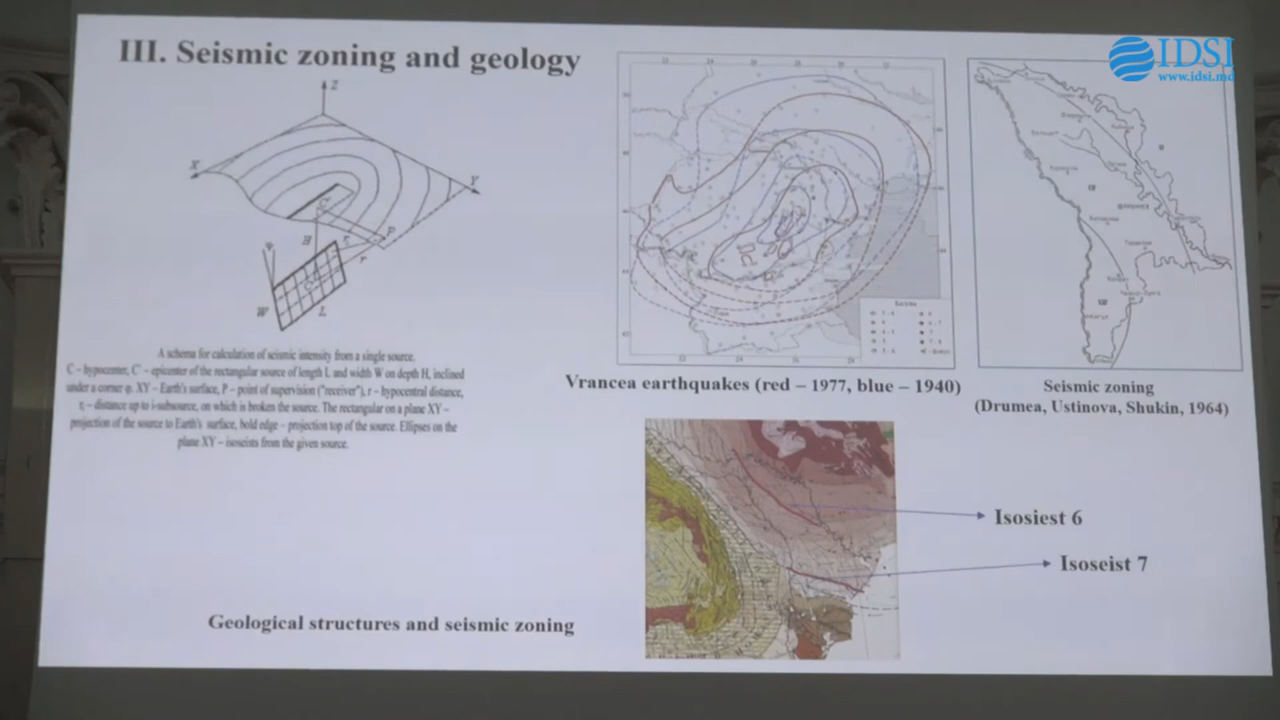 III. Seismic zoning and geology
IDSI
www.idsi.md
Z
X
Y
C'
P
H
r
φ
W
L
A schema for calculation of seismic intensity from a single source.
C – hypocenter, C' – epicenter of the rectangular source of length L and width W on depth H, inclined
under a corner φ. XY – Earth's surface, P – point of supervision ("receiver"), r – hypocentral distance,
rᵢ – distance up to i-subsource, on which is broken the source. The rectangular on a plane XY –
projection of the source to Earth's surface, bold edge – projection top of the source. Ellipses on the
plane XY – isoseists from the given source.
Vrancea earthquakes (red – 1977, blue – 1940)
Seismic zoning
(Drumea, Ustinova, Shukin, 1964)
Isosiest 6
Isoseist 7
Geological structures and seismic zoning